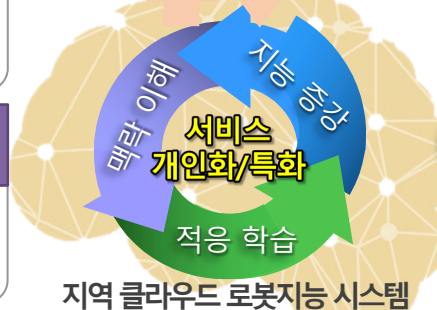 맥락 이해
지능 증강
서비스
개인화/특화
적응 학습
지역 클라우드 로봇지능 시스템